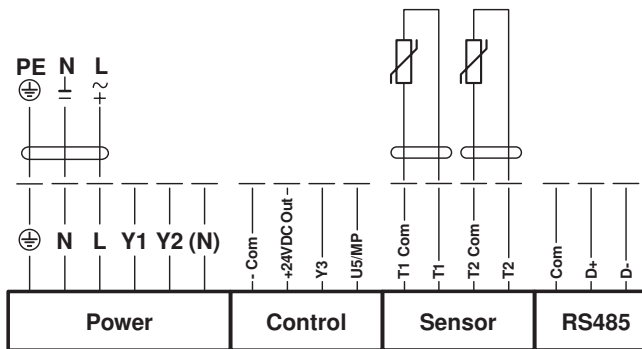 PE N L
N L Y1 Y2 (N)
- Com
+24VDC Out
Y3
U5/MP
T1 Com
T1
T2 Com
T2
Com
D+
D-
Power Control Sensor RS485